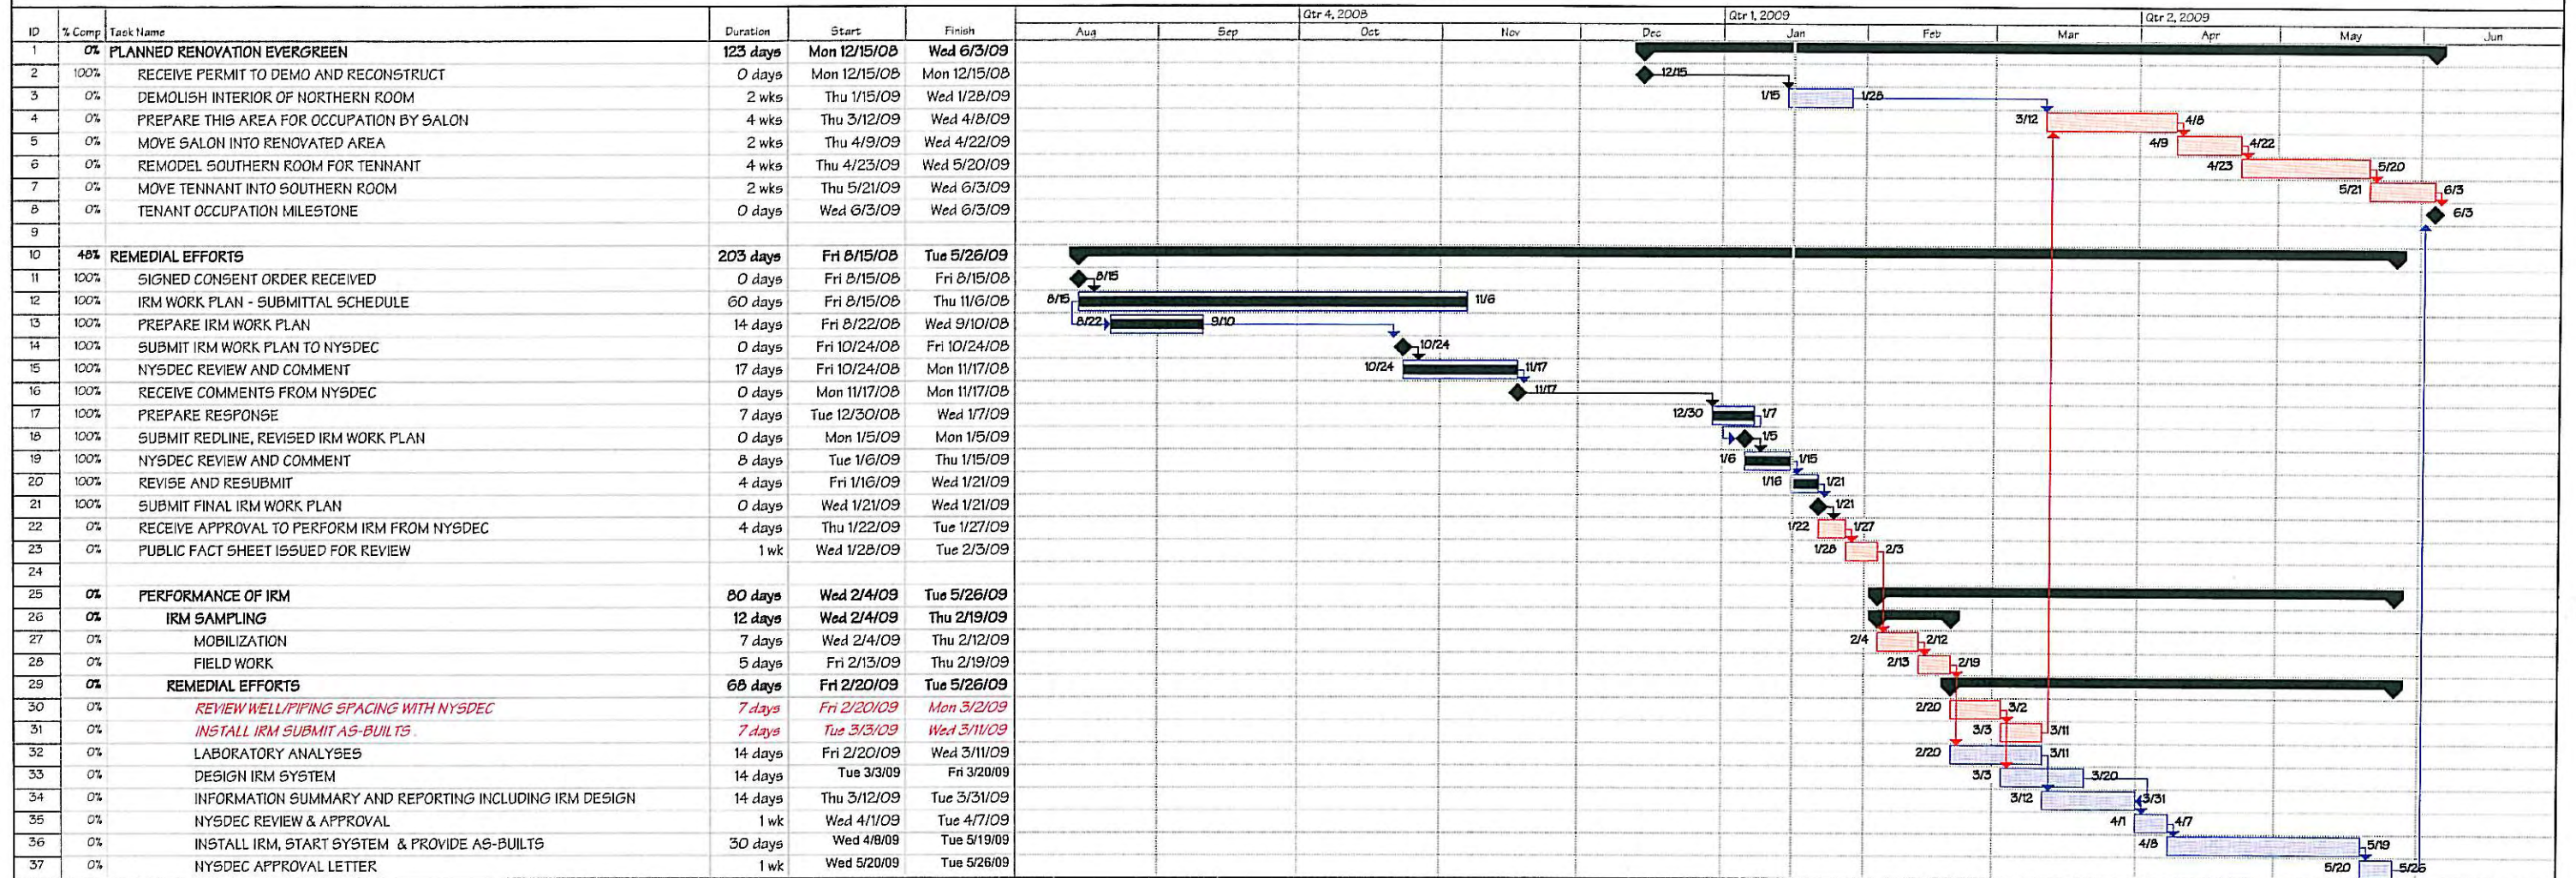 Qtr 4, 2008 Qtr 1, 2009 Qtr 2, 2009
ID % Comp Task Name Duration Start Finish Aug Sep Oct Nov Dec Jan Feb Mar Apr May Jun
1 0% PLANNED RENOVATION EVERGREEN 123 days Mon 12/15/08 Wed 6/3/09
2 100% RECEIVE PERMIT TO DEMO AND RECONSTRUCT 0 days Mon 12/15/08 Mon 12/15/08 12/15
3 0% DEMOLISH INTERIOR OF NORTHERN ROOM 2 wks Thu 1/15/09 Wed 1/28/09 1/15 1/28
4 0% PREPARE THIS AREA FOR OCCUPATION BY SALON 4 wks Thu 3/12/09 Wed 4/8/09 3/12 4/8
5 0% MOVE SALON INTO RENOVATED AREA 2 wks Thu 4/9/09 Wed 4/22/09 4/9 4/22
6 0% REMODEL SOUTHERN ROOM FOR TENNANT 4 wks Thu 4/23/09 Wed 5/20/09 4/23 5/20
7 0% MOVE TENNANT INTO SOUTHERN ROOM 2 wks Thu 5/21/09 Wed 6/3/09 5/21 6/3
8 0% TENANT OCCUPATION MILESTONE 0 days Wed 6/3/09 Wed 6/3/09 6/3
9
10 48% REMEDIAL EFFORTS 203 days Fri 8/15/08 Tue 5/26/09
11 100% SIGNED CONSENT ORDER RECEIVED 0 days Fri 8/15/08 Fri 8/15/08 8/15
12 100% IRM WORK PLAN - SUBMITTAL SCHEDULE 60 days Fri 8/15/08 Thu 11/6/08 8/15 11/6
13 100% PREPARE IRM WORK PLAN 14 days Fri 8/22/08 Wed 9/10/08 8/22 9/10
14 100% SUBMIT IRM WORK PLAN TO NYSDEC 0 days Fri 10/24/08 Fri 10/24/08 10/24
15 100% NYSDEC REVIEW AND COMMENT 17 days Fri 10/24/08 Mon 11/17/08 10/24 11/17
16 100% RECEIVE COMMENTS FROM NYSDEC 0 days Mon 11/17/08 Mon 11/17/08 11/17
17 100% PREPARE RESPONSE 7 days Tue 12/30/08 Wed 1/7/09 12/30 1/7
18 100% SUBMIT REDLINE, REVISED IRM WORK PLAN 0 days Mon 1/5/09 Mon 1/5/09 1/5
19 100% NYSDEC REVIEW AND COMMENT 8 days Tue 1/6/09 Thu 1/15/09 1/6 1/15
20 100% REVISE AND RESUBMIT 4 days Fri 1/16/09 Wed 1/21/09 1/16 1/21
21 100% SUBMIT FINAL IRM WORK PLAN 0 days Wed 1/21/09 Wed 1/21/09 1/21
22 0% RECEIVE APPROVAL TO PERFORM IRM FROM NYSDEC 4 days Thu 1/22/09 Tue 1/27/09 1/22 1/27
23 0% PUBLIC FACT SHEET ISSUED FOR REVIEW 1 wk Wed 1/28/09 Tue 2/3/09 1/28 2/3
24
25 0% PERFORMANCE OF IRM 80 days Wed 2/4/09 Tue 5/26/09
26 0% IRM SAMPLING 12 days Wed 2/4/09 Thu 2/19/09
27 0% MOBILIZATION 7 days Wed 2/4/09 Thu 2/12/09 2/4 2/12
28 0% FIELD WORK 5 days Fri 2/13/09 Thu 2/19/09 2/13 2/19
29 0% REMEDIAL EFFORTS 68 days Fri 2/20/09 Tue 5/26/09
30 0% REVIEW WELL/PIPING SPACING WITH NYSDEC 7 days Fri 2/20/09 Mon 3/2/09 2/20 3/2
31 0% INSTALL IRM SUBMIT AS-BUILTS 7 days Tue 3/3/09 Wed 3/11/09 3/3 3/11
32 0% LABORATORY ANALYSES 14 days Fri 2/20/09 Wed 3/11/09 2/20 3/11
33 0% DESIGN IRM SYSTEM 14 days Tue 3/3/09 Fri 3/20/09 3/3 3/20
34 0% INFORMATION SUMMARY AND REPORTING INCLUDING IRM DESIGN 14 days Thu 3/12/09 Tue 3/31/09 3/12 3/31
35 0% NYSDEC REVIEW & APPROVAL 1 wk Wed 4/1/09 Tue 4/7/09 4/1 4/7
36 0% INSTALL IRM, START SYSTEM & PROVIDE AS-BUILTS 30 days Wed 4/8/09 Tue 5/19/09 4/8 5/19
37 0% NYSDEC APPROVAL LETTER 1 wk Wed 5/20/09 Tue 5/26/09 5/20 5/26